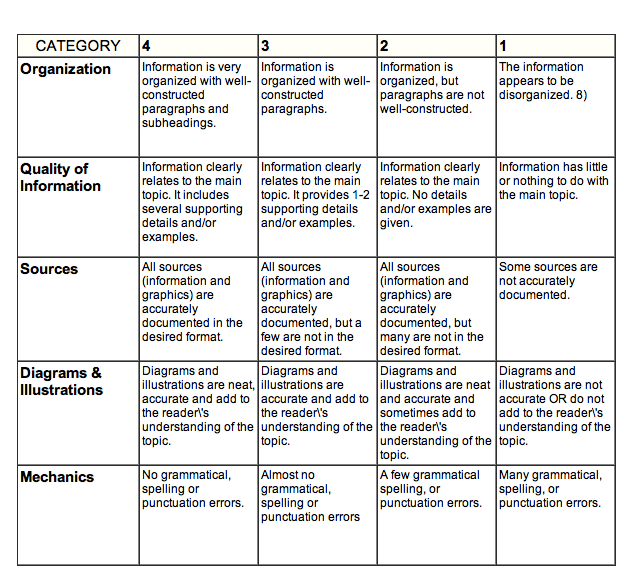 CATEGORY 4 3 2 1
Organization
Information is very
organized with well-
constructed
paragraphs and
subheadings.
Information is
organized with well-
constructed
paragraphs.
Information is
organized, but
paragraphs are not
well-constructed.
The information
appears to be
disorganized. 8)
Quality of
Information
Information clearly
relates to the main
topic. It includes
several supporting
details and/or
examples.
Information clearly
relates to the main
topic. It provides 1-2
supporting details
and/or examples.
Information clearly
relates to the main
topic. No details
and/or examples are
given.
Information has little
or nothing to do with
the main topic.
Sources
All sources
(information and
graphics) are
accurately
documented in the
desired format.
All sources
(information and
graphics) are
accurately
documented, but a
few are not in the
desired format.
All sources
(information and
graphics) are
accurately
documented, but
many are not in the
desired format.
Some sources are
not accurately
documented.
Diagrams &
Illustrations
Diagrams and
illustrations are neat,
accurate and add to
the reader\'s
understanding of the
topic.
Diagrams and
illustrations are
accurate and add to
the reader\'s
understanding of the
topic.
Diagrams and
illustrations are neat
and accurate and
sometimes add to
the reader\'s
understanding of the
topic.
Diagrams and
illustrations are not
accurate OR do not
add to the reader\'s
understanding of the
topic.
Mechanics
No grammatical,
spelling or
punctuation errors.
Almost no
grammatical,
spelling or
punctuation errors
A few grammatical
spelling, or
punctuation errors.
Many grammatical,
spelling, or
punctuation errors.